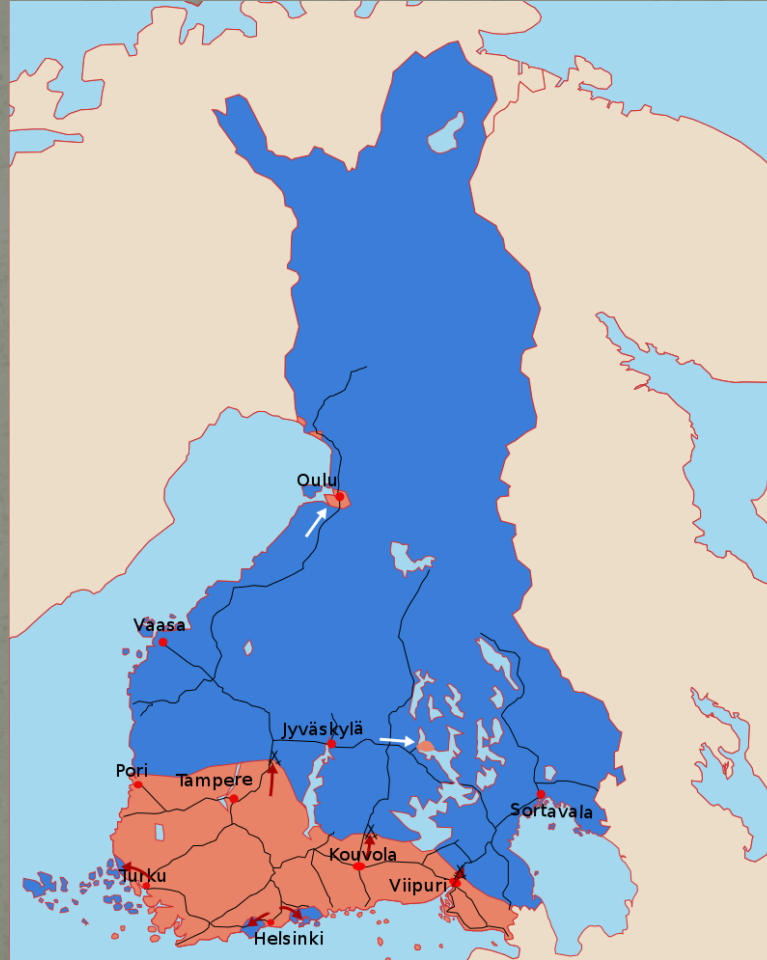 Oulu
Vaasa
Jyväskylä
Pori
Tampere
Sortavala
Kouvola
Turku
Viipuri
Helsinki